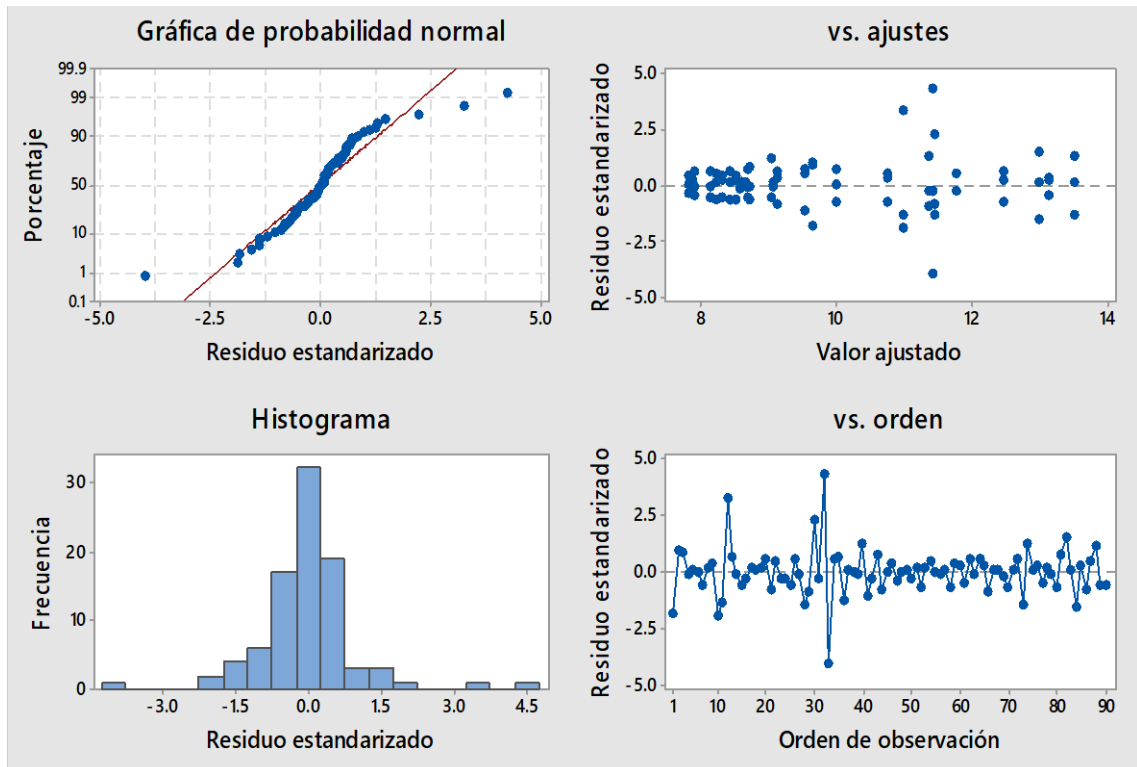 Gráfica de probabilidad normal
Porcentaje
99.9
99
90
50
10
1
0.1
-5.0 -2.5 0.0 2.5 5.0
Residuo estandarizado
vs. ajustes
Residuo estandarizado
5.0
2.5
0.0
-2.5
-5.0
8 10 12 14
Valor ajustado
Histograma
Frecuencia
30
20
10
0
-3.0 -1.5 0.0 1.5 3.0 4.5
Residuo estandarizado
vs. orden
Residuo estandarizado
5.0
2.5
0.0
-2.5
-5.0
1 10 20 30 40 50 60 70 80 90
Orden de observación